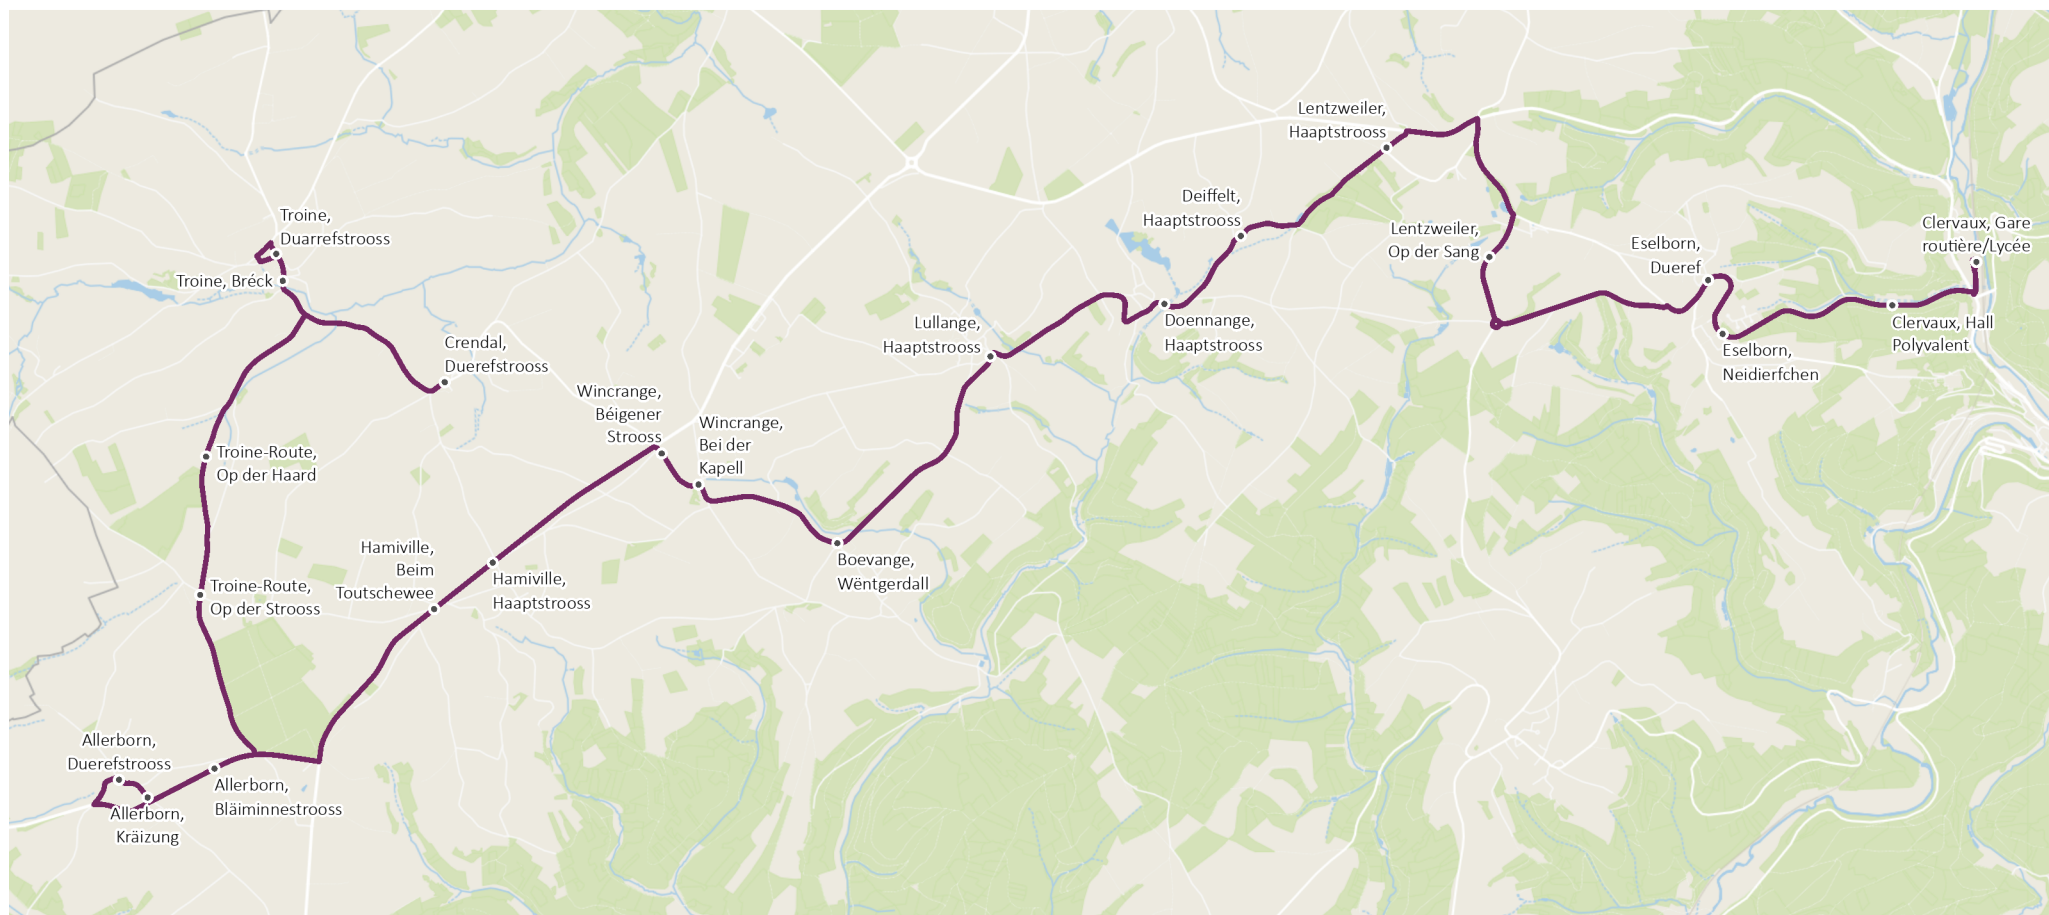 Lentzweiler,
Haaptstrooss
Deiffelt,
Haaptstrooss
Troine,
Duarrefstrooss
Troine, Bréck
Lentzweiler,
Op der Sang
Eselborn,
Dueref
Clervaux, Gare
routière/Lycée
Crendal,
Duerefstrooss
Lullange,
Haaptstrooss
Doennange,
Haaptstrooss
Clervaux, Hall
Polyvalent
Eselborn,
Neidierfchen
Wincrange,
Béigener
Strooss
Wincrange,
Bei der
Kapell
Troine-Route,
Op der Haard
Hamiville,
Beim
Toutschewee
Hamiville,
Haaptstrooss
Boevange,
Wëntgerdall
Troine-Route,
Op der Strooss
Allerborn,
Duerefstrooss
Allerborn,
Bläiminnestrooss
Allerborn,
Kräizung